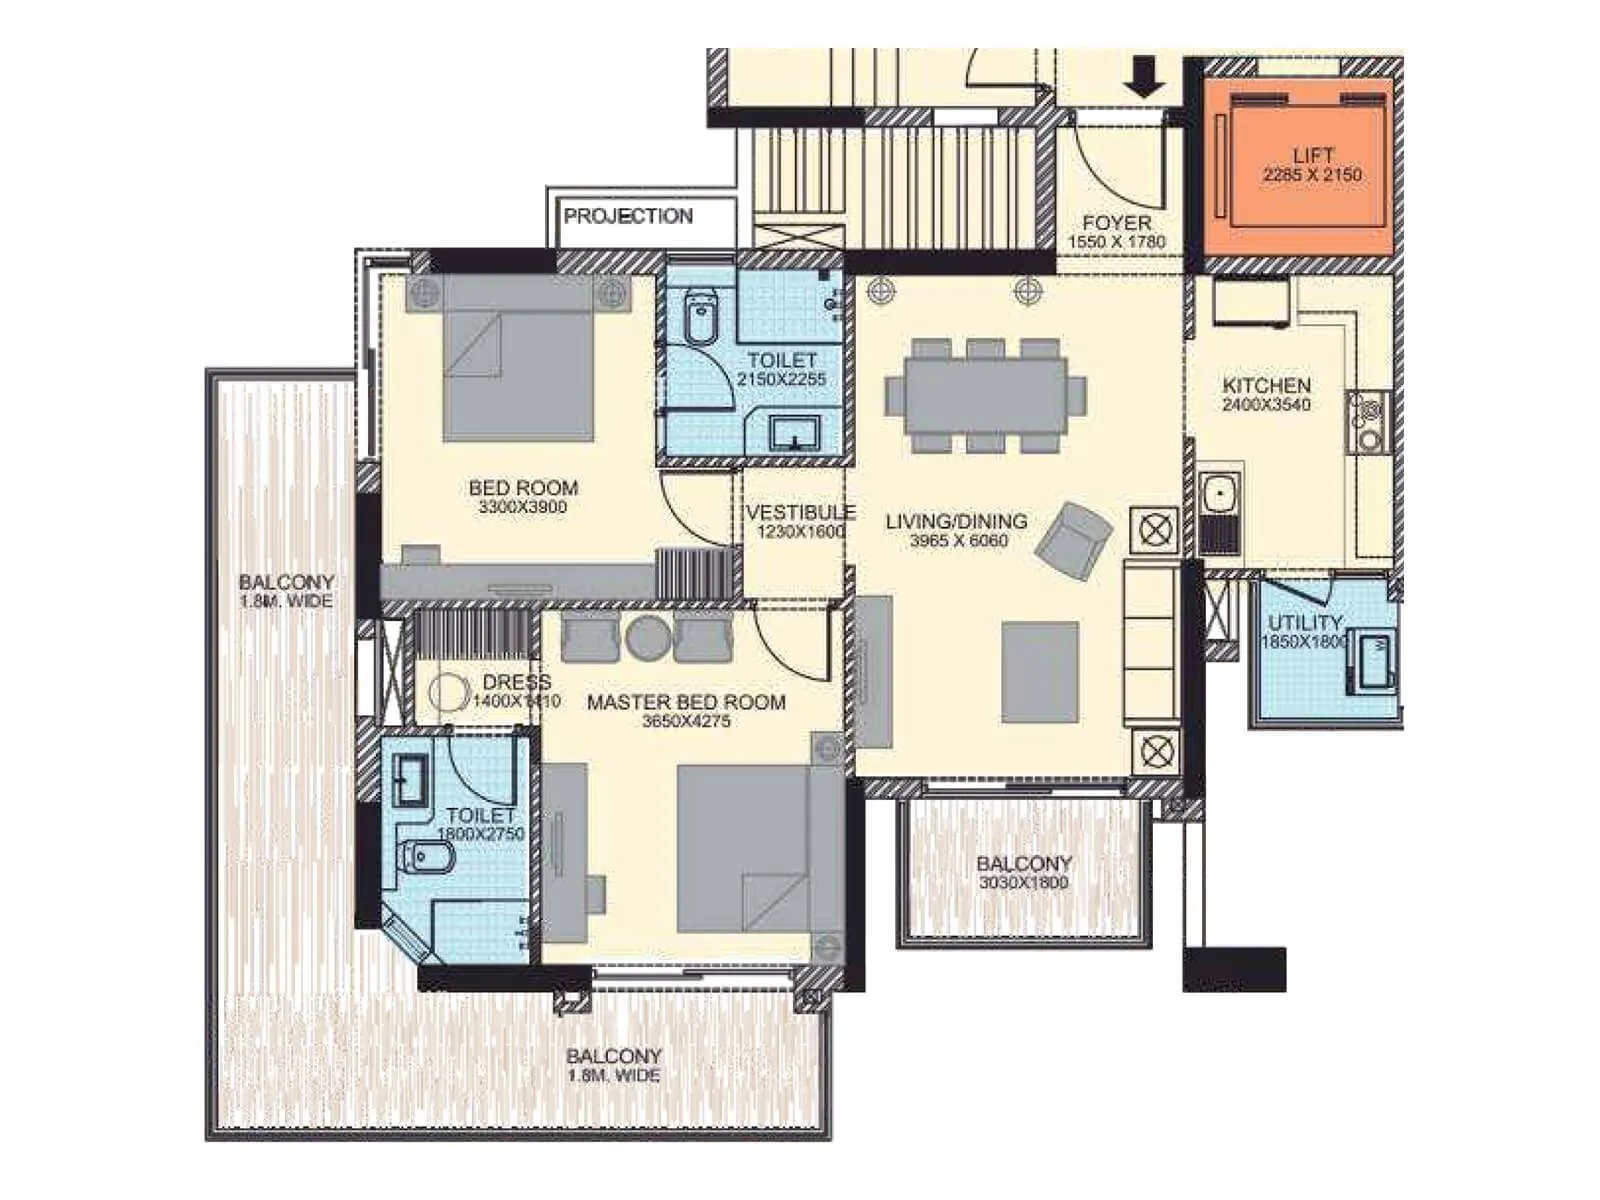 LIFT
2285 X 2150
PROJECTION
FOYER
1550 X 1780
TOILET
2150X2255
KITCHEN
2400X3540
BED ROOM
3300X3900
VESTIBULE
1230X1600
LIVING/DINING
3965 X 6060
BALCONY
1.8M. WIDE
UTILITY
1850X1800
W
DRESS
1400X1410
MASTER BED ROOM
3650X4275
TOILET
1800X2750
BALCONY
3030X1800
BALCONY
1.8M. WIDE